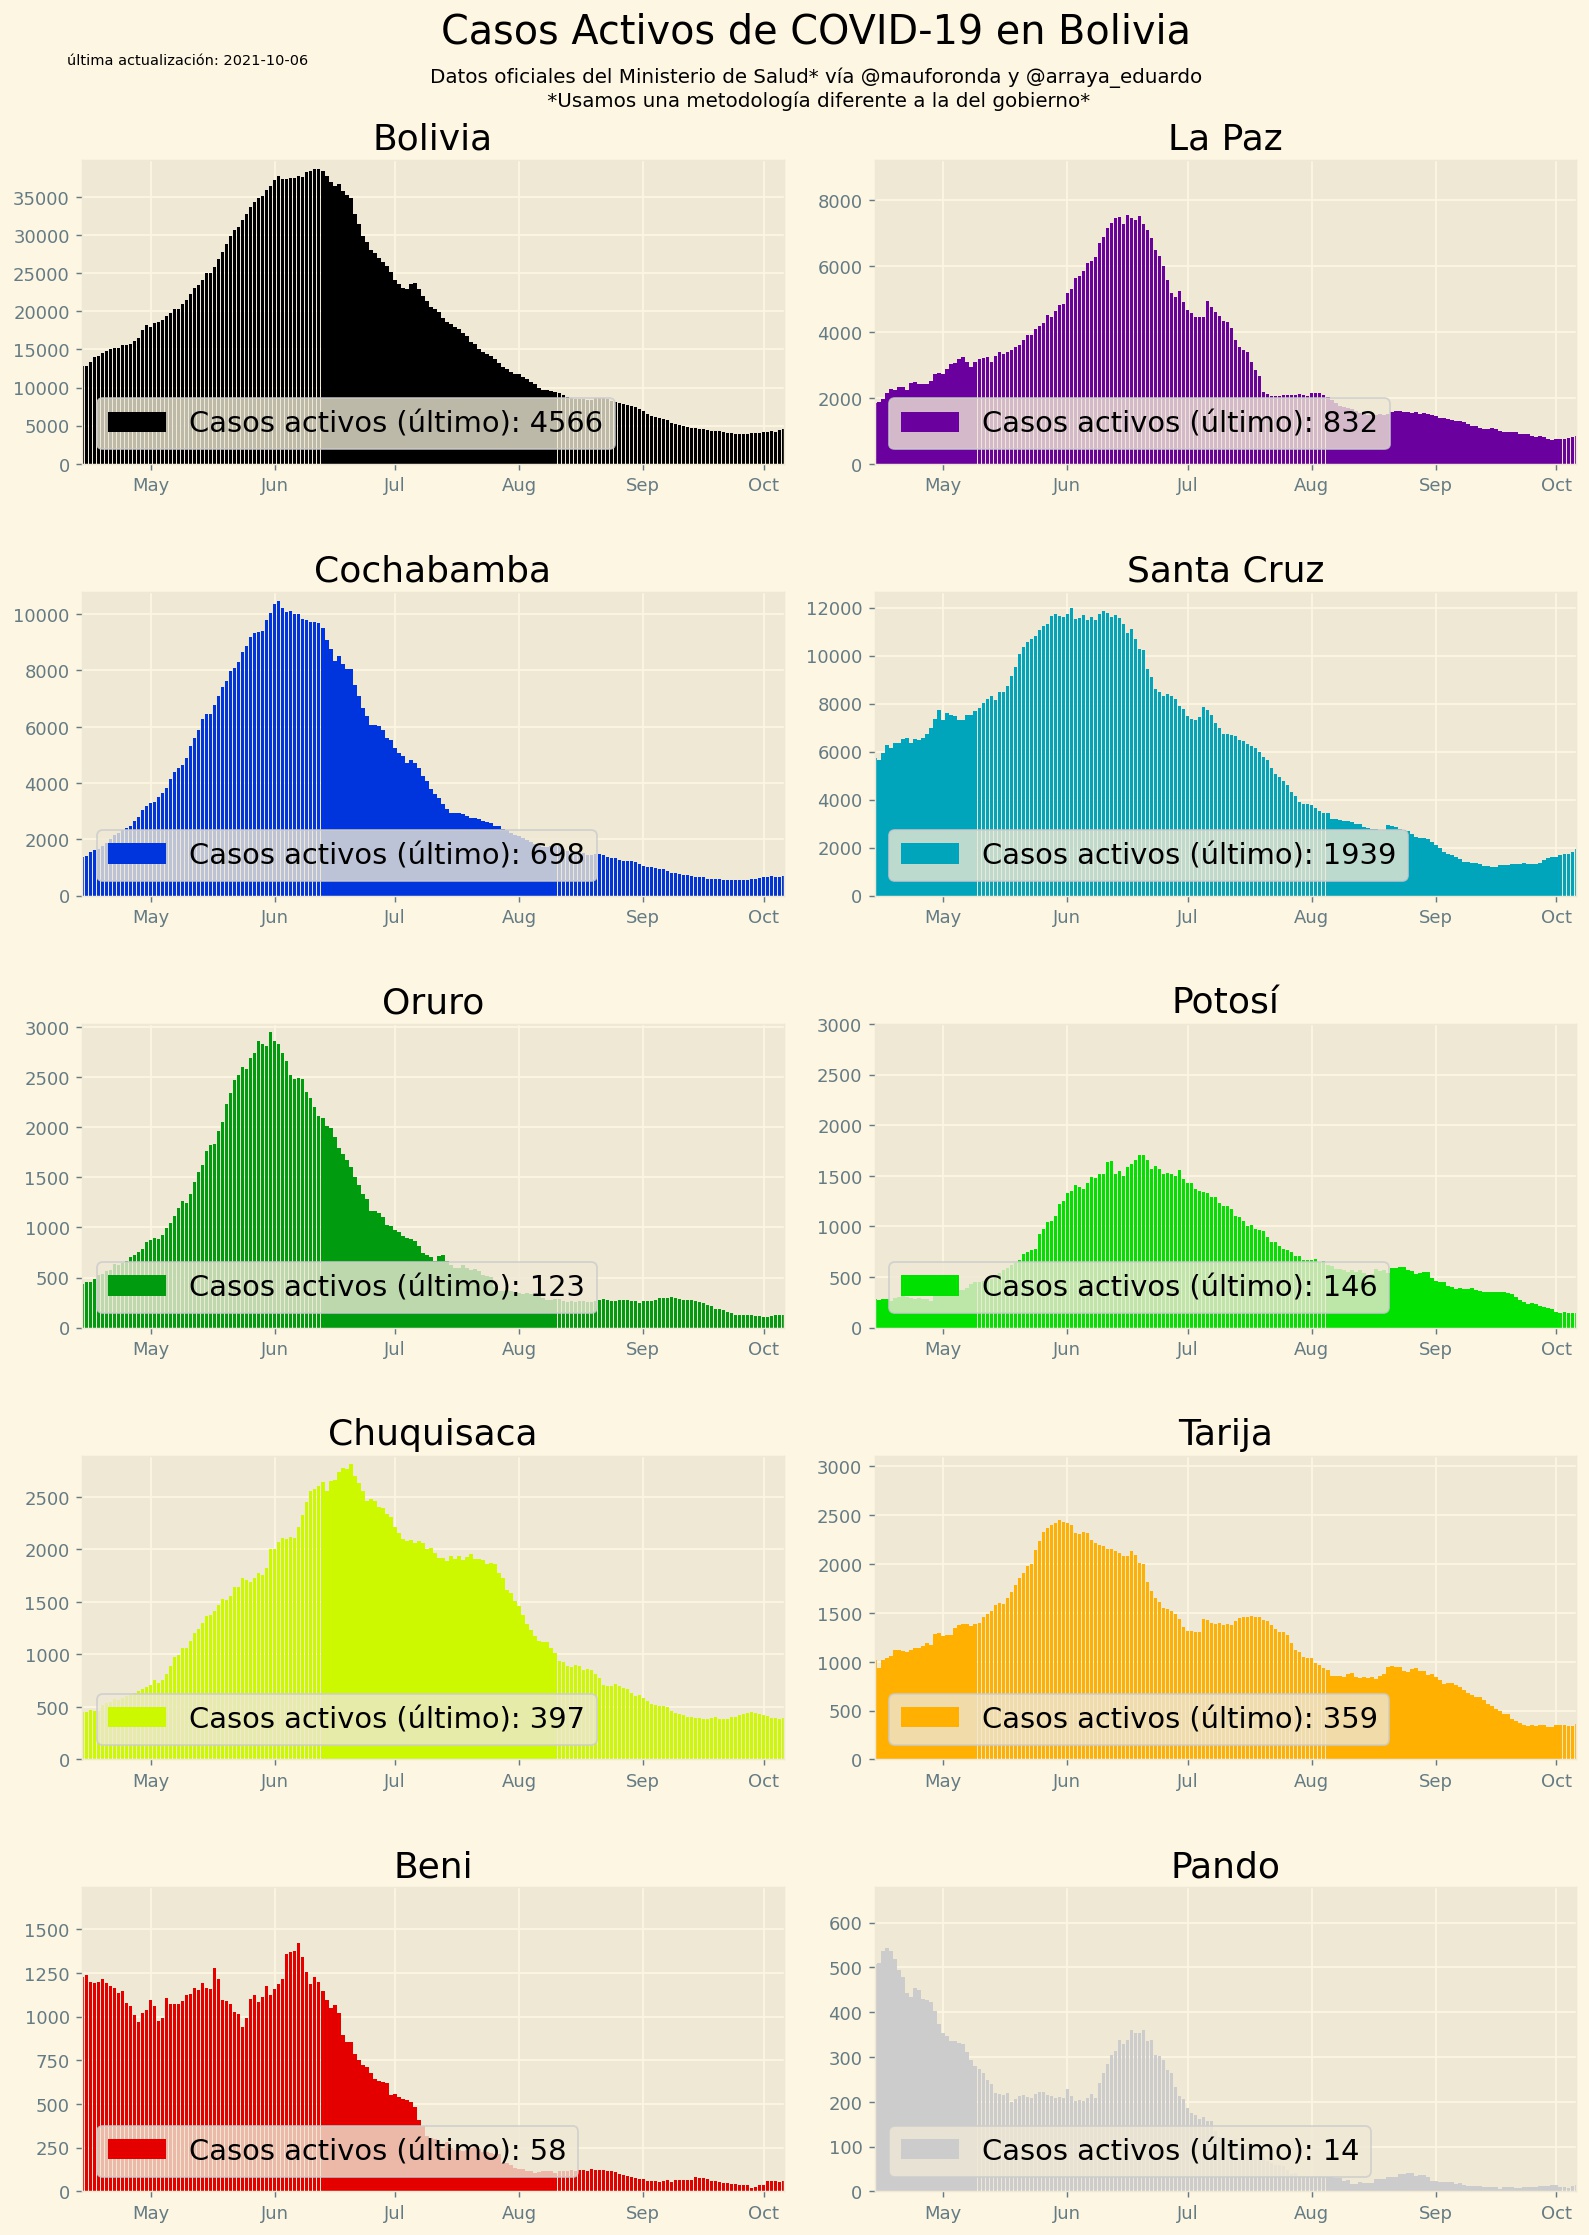 Casos Activos de COVID-19 en Bolivia
última actualización: 2021-10-06
Datos oficiales del Ministerio de Salud* vía @mauforonda y @arraya_eduardo
*Usamos una metodología diferente a la del gobierno*
Bolivia
35000
30000
25000
20000
15000
10000
5000
0
Casos activos (último): 4566
May Jun Jul Aug Sep Oct
La Paz
8000
6000
4000
2000
0
Casos activos (último): 832
May Jun Jul Aug Sep Oct
Cochabamba
10000
8000
6000
4000
2000
0
Casos activos (último): 698
May Jun Jul Aug Sep Oct
Santa Cruz
12000
10000
8000
6000
4000
2000
0
Casos activos (último): 1939
May Jun Jul Aug Sep Oct
Oruro
3000
2500
2000
1500
1000
500
0
Casos activos (último): 123
May Jun Jul Aug Sep Oct
Potosí
3000
2500
2000
1500
1000
500
0
Casos activos (último): 146
May Jun Jul Aug Sep Oct
Chuquisaca
2500
2000
1500
1000
500
0
Casos activos (último): 397
May Jun Jul Aug Sep Oct
Tarija
3000
2500
2000
1500
1000
500
0
Casos activos (último): 359
May Jun Jul Aug Sep Oct
Beni
1500
1250
1000
750
500
250
0
Casos activos (último): 58
May Jun Jul Aug Sep Oct
Pando
600
500
400
300
200
100
0
Casos activos (último): 14
May Jun Jul Aug Sep Oct